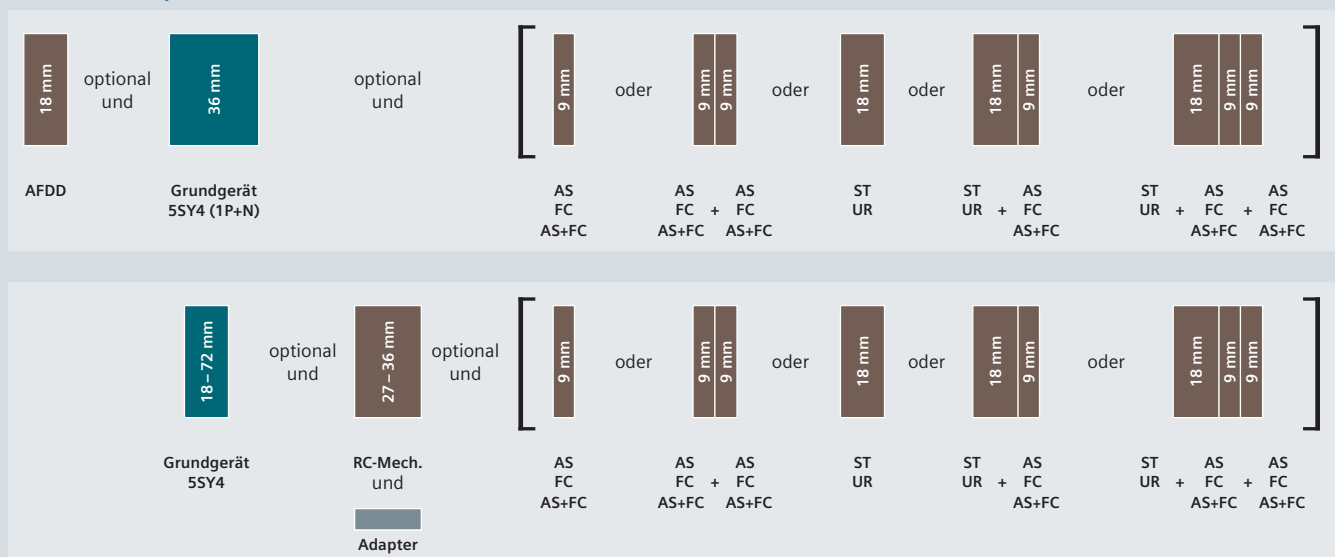 18 mm
optional
und
36 mm
optional
und
9 mm
oder
9 mm
9 mm
oder
18 mm
oder
18 mm
9 mm
oder
18 mm
9 mm
9 mm
AFDD
Grundgerät
5SY4 (1P+N)
AS
FC
AS+FC
AS AS
FC + FC
AS+FC AS+FC
ST
UR
ST AS
UR + FC
AS+FC
ST AS AS
UR + FC + FC
AS+FC AS+FC
18 – 72 mm
optional
und
27 – 36 mm
optional
und
9 mm
oder
9 mm
9 mm
oder
18 mm
oder
18 mm
9 mm
oder
18 mm
9 mm
9 mm
Grundgerät
5SY4
RC-Mech.
und
Adapter
AS
FC
AS+FC
AS AS
FC + FC
AS+FC AS+FC
ST
UR
ST AS
UR + FC
AS+FC
ST AS AS
UR + FC + FC
AS+FC AS+FC